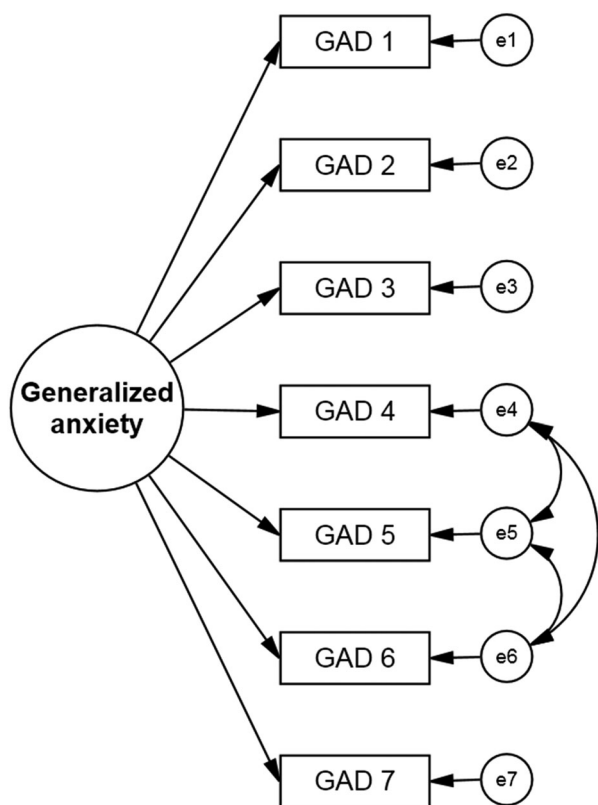 GAD 1
e1
GAD 2
e2
GAD 3
e3
Generalized
anxiety
GAD 4
e4
GAD 5
e5
GAD 6
e6
GAD 7
e7